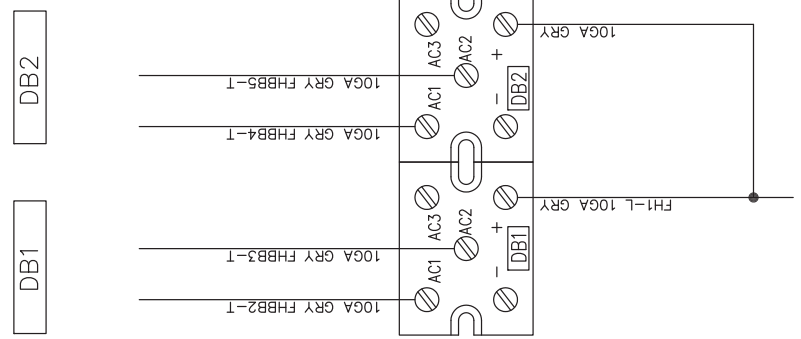 DB2
10GA GRY FHBB5-T
10GA GRY FHBB4-T
AC3
AC2
AC1
+
-
DB2
10GA GRY
DB1
10GA GRY FHBB3-T
10GA GRY FHBB2-T
AC3
AC2
AC1
+
-
DB1
FH1-L 10GA GRY